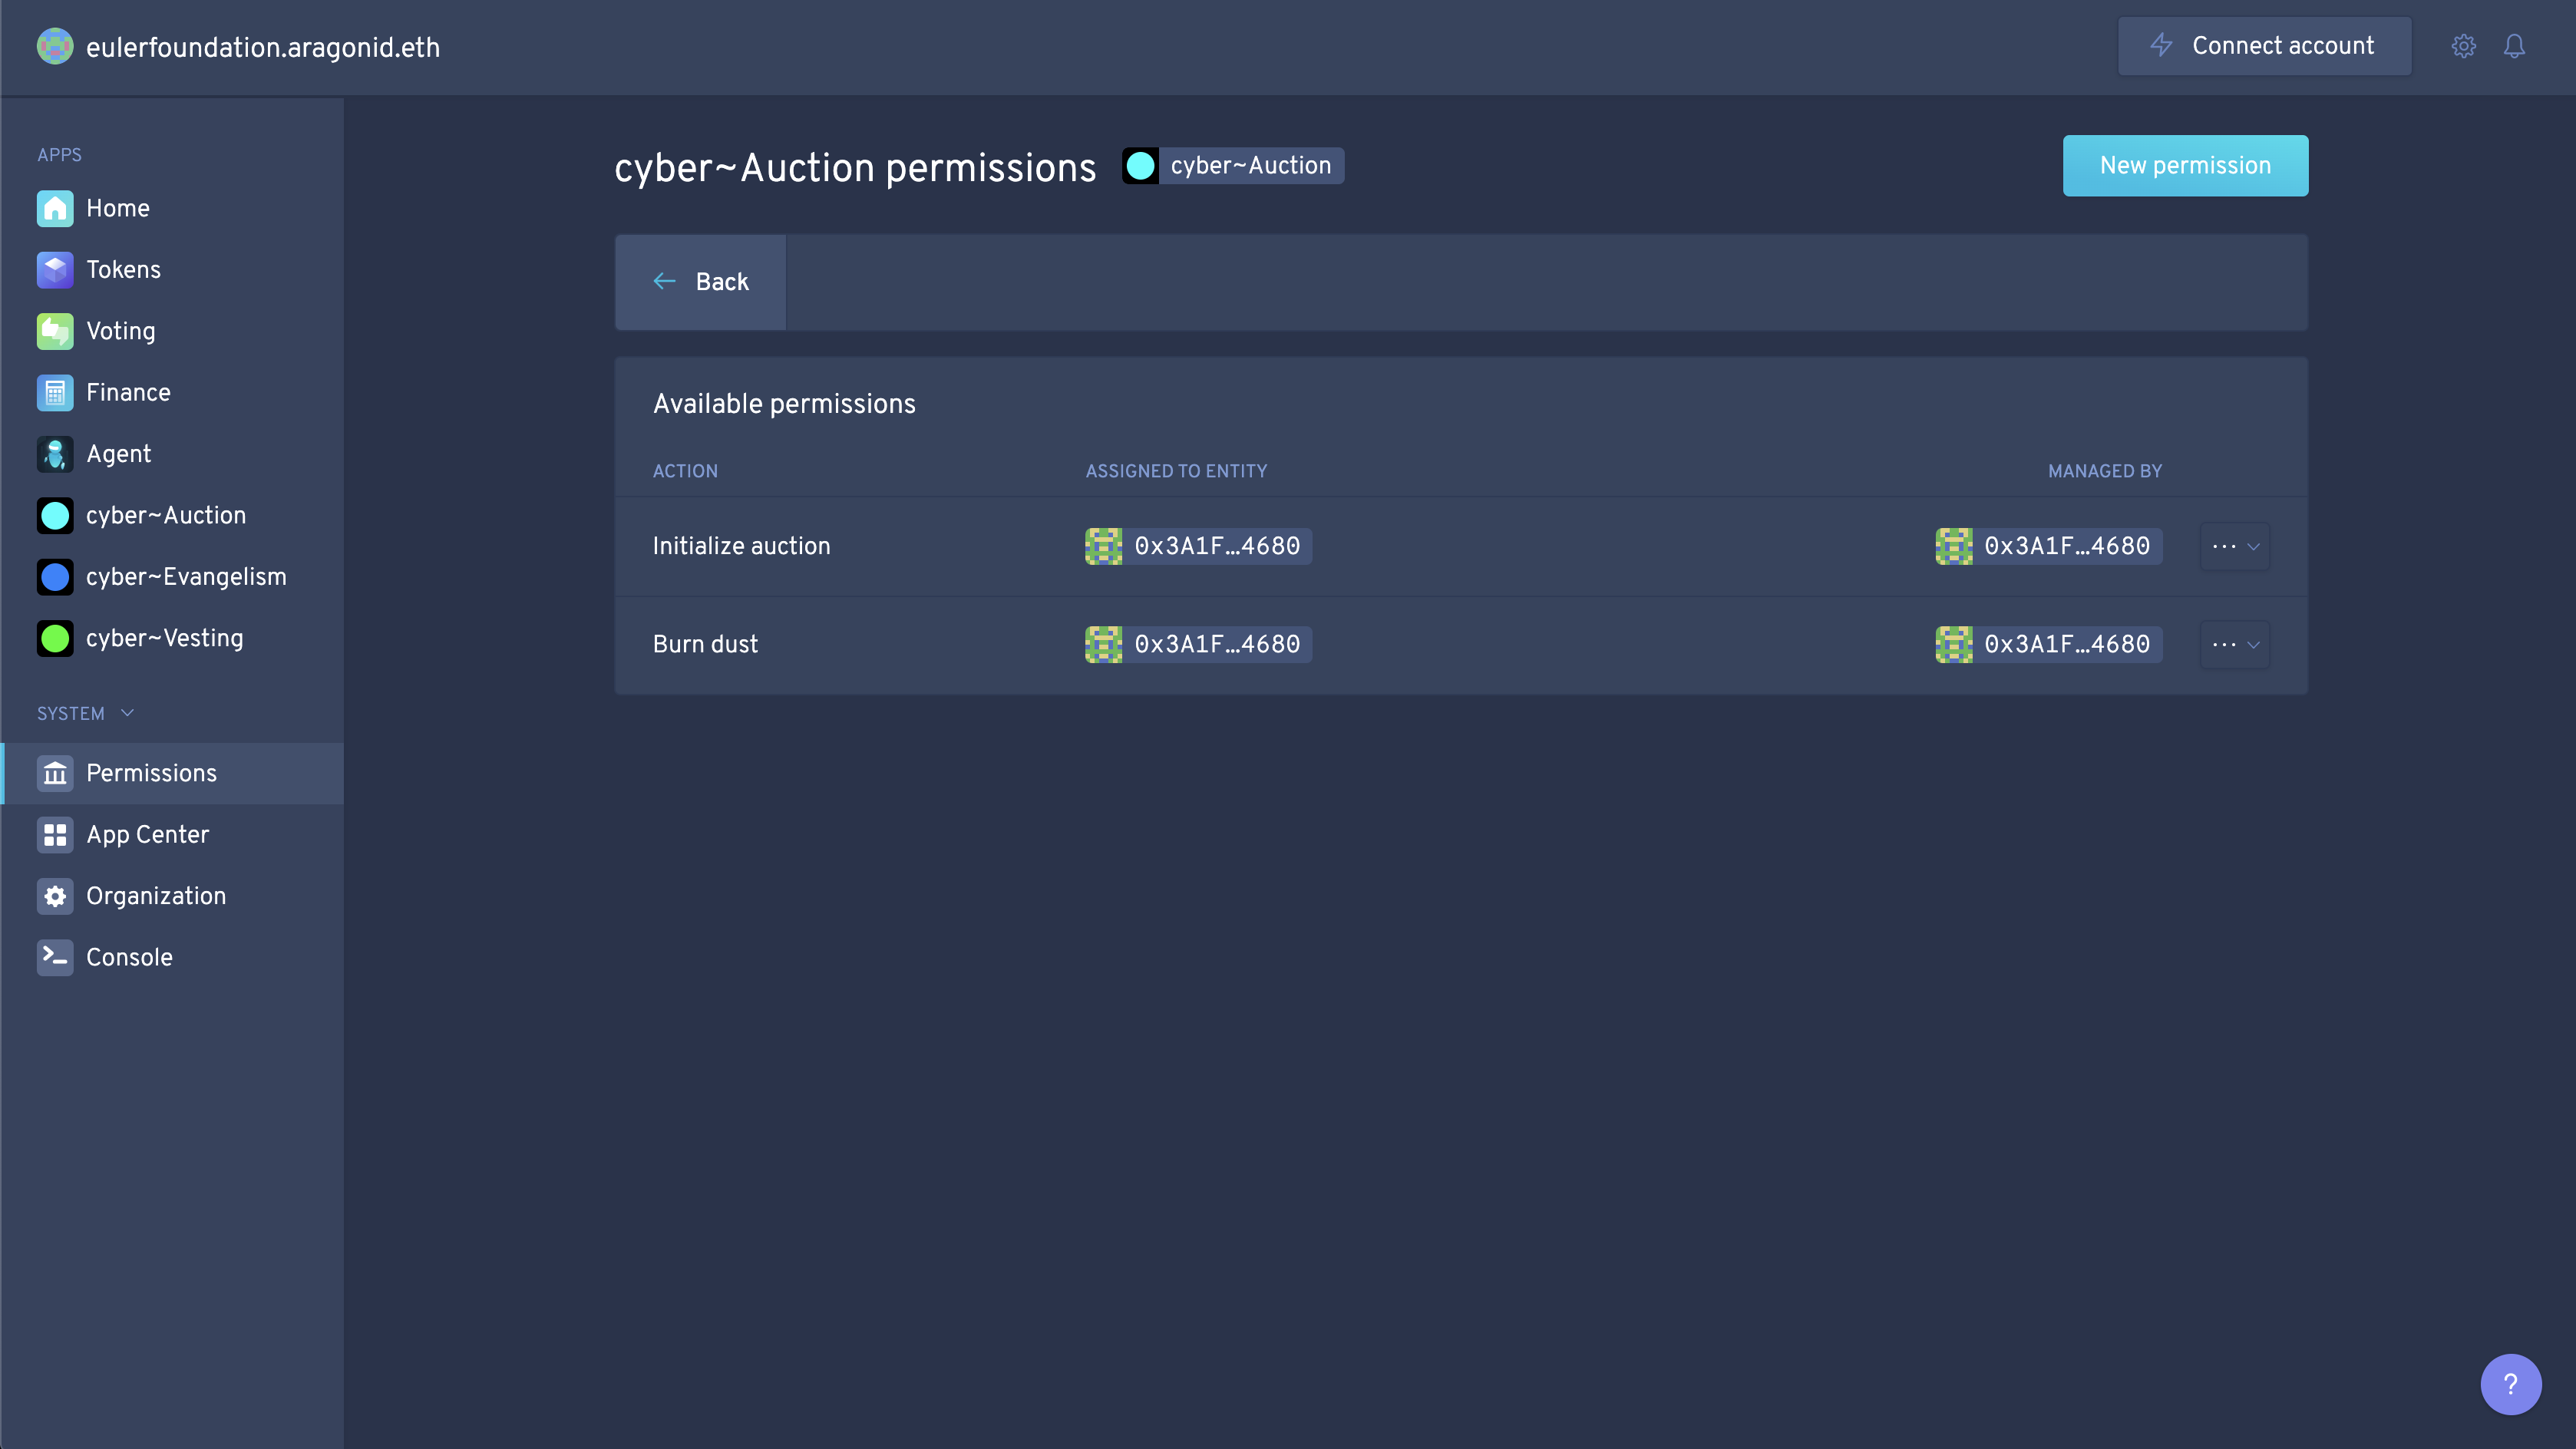 eulerfoundation.aragonid.eth
Connect account
APPS
Home
Tokens
Voting
Finance
Agent
cyber~Auction
cyber~Evangelism
cyber~Vesting
SYSTEM
Permissions
App Center
Organization
Console
cyber~Auction permissions
cyber~Auction
New permission
Back
Available permissions
ACTION ASSIGNED TO ENTITY MANAGED BY
Initialize auction 0x3A1F…4680 0x3A1F…4680
Burn dust 0x3A1F…4680 0x3A1F…4680
?